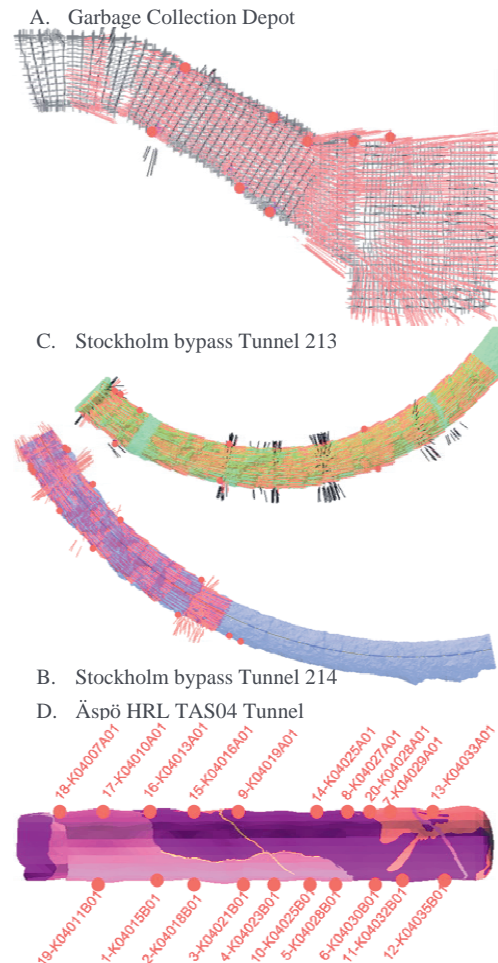 A. Garbage Collection Depot
C. Stockholm bypass Tunnel 213
B. Stockholm bypass Tunnel 214
D. Äspö HRL TAS04 Tunnel
18-K04007A01
17-K04010A01
16-K04013A01
15-K04016A01
9-K04019A01
14-K04025A01
8-K04027A01
20-K04028A01
7-K04029A01
13-K04033A01
19-K04011B01
1-K04015B01
2-K04018B01
3-K04021B01
4-K04023B01
10-K04025B01
5-K04028B01
6-K04030B01
11-K04032B01
12-K04035B01